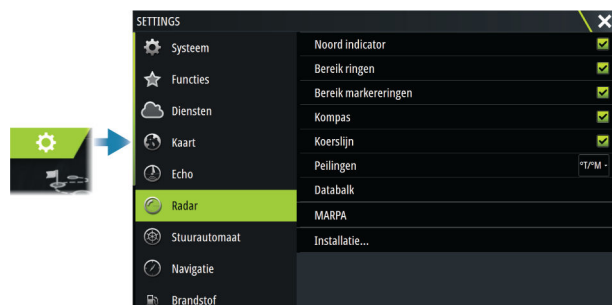 SETTINGS
Systeem
Functies
Diensten
Kaart
Echo
Radar
Stuurautomaat
Navigatie
Brandstof
Noord indicator
Bereik ringen
Bereik markereringen
Kompas
Koerslijn
Peilingen °T/°M -
Databalk
MARPA
Installatie...